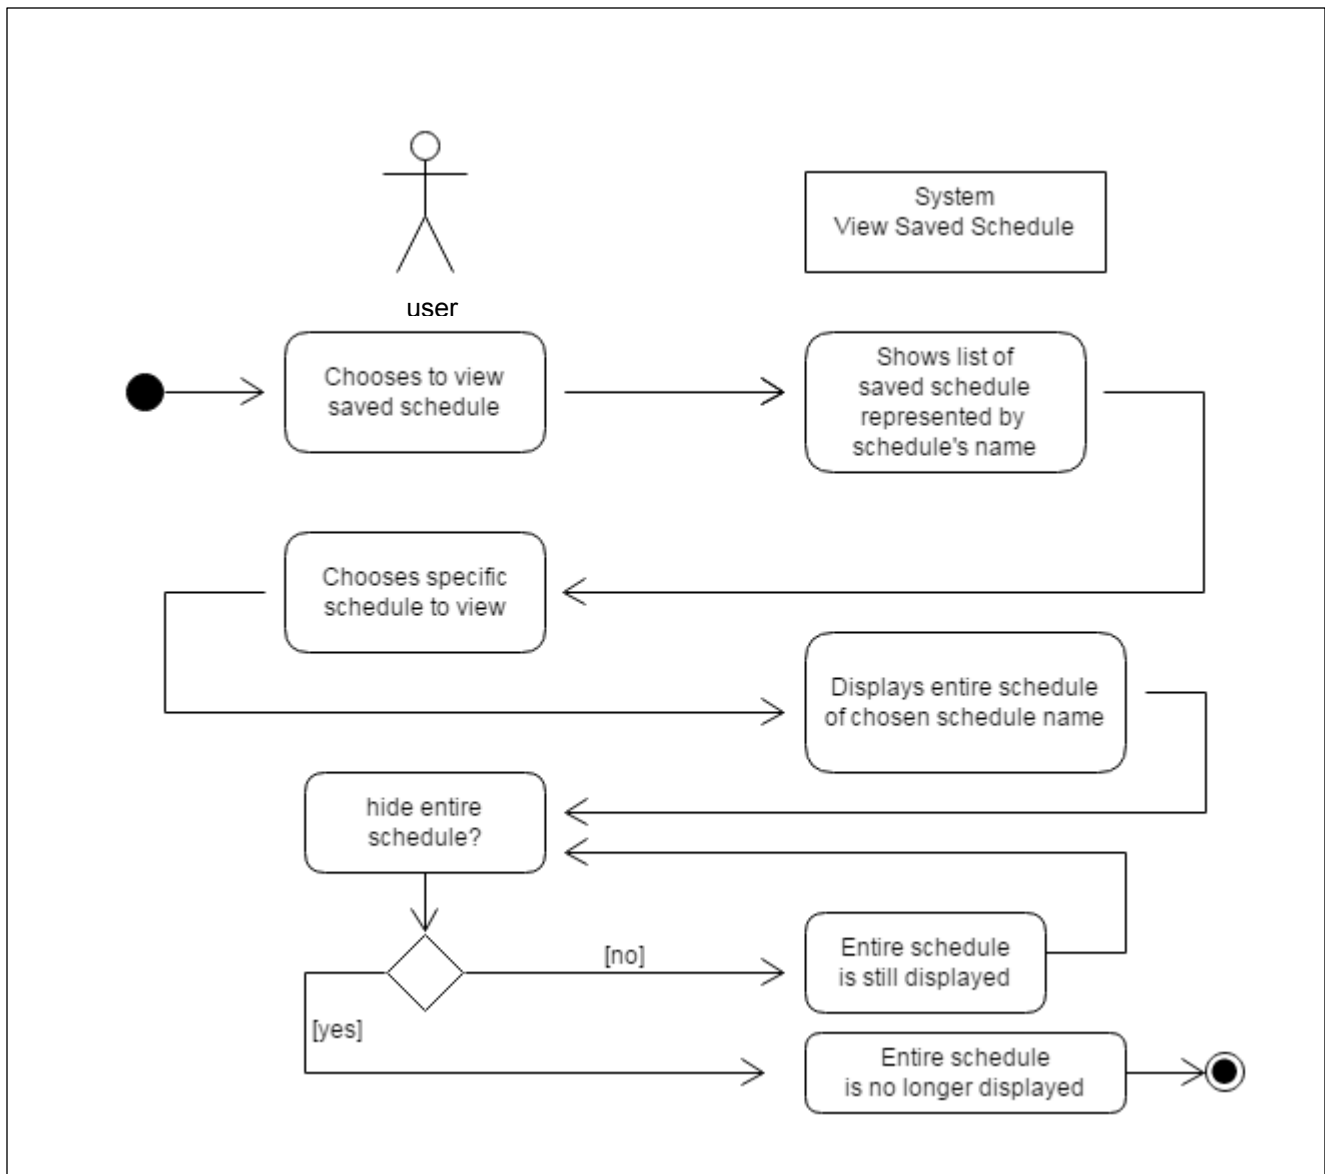 System
View Saved Schedule
user
Chooses to view
saved schedule
Shows list of
saved schedule
represented by
schedule's name
Chooses specific
schedule to view
Displays entire schedule
of chosen schedule name
hide entire
schedule?
[no]
Entire schedule
is still displayed
[yes]
Entire schedule
is no longer displayed